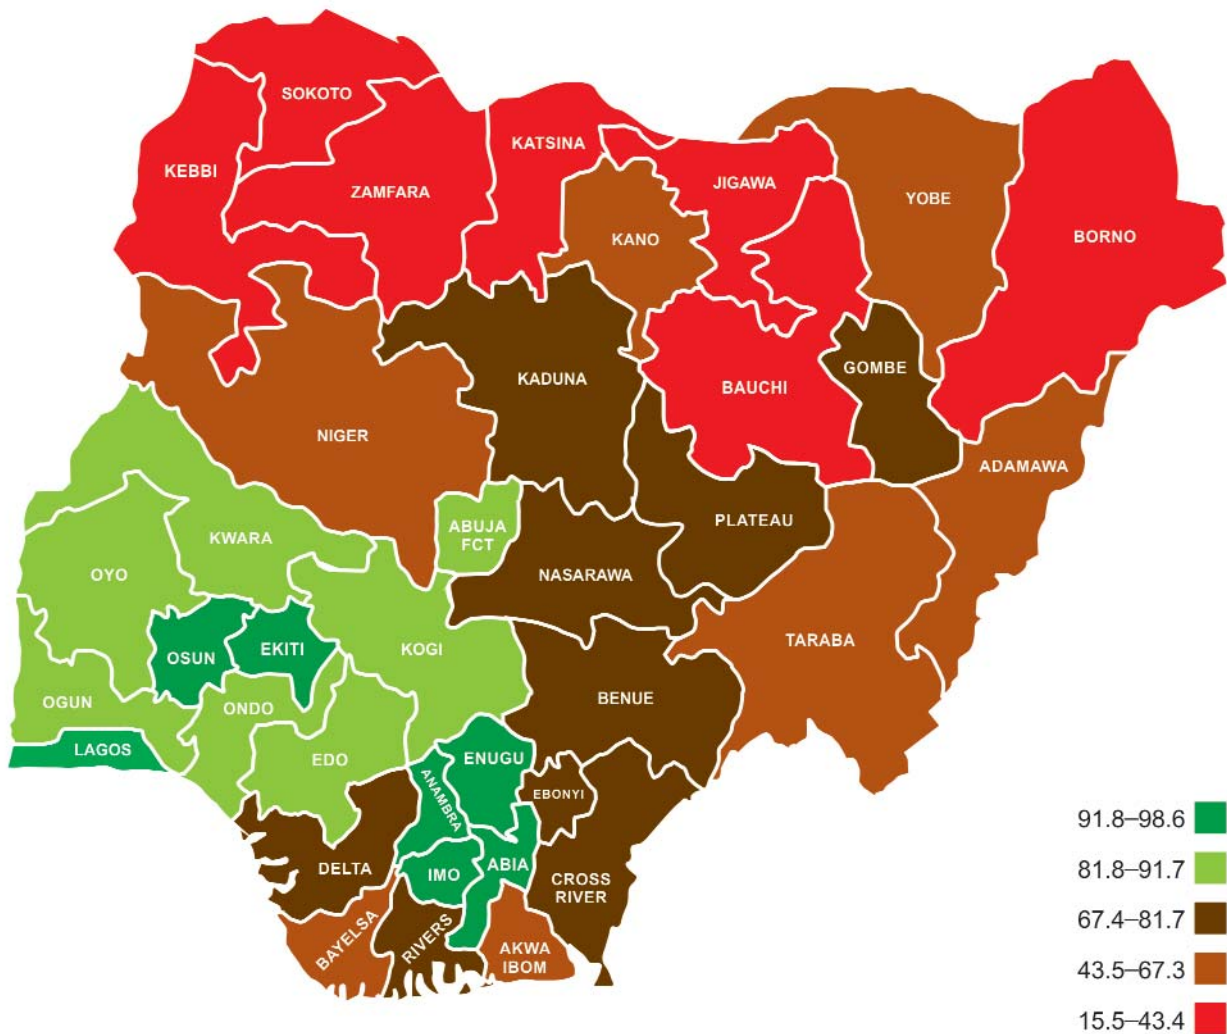 SOKOTO
KEBBI
ZAMFARA
KATSINA
JIGAWA
KANO
YOBE
BORNO
KADUNA
BAUCHI
GOMBE
NIGER
ADAMAWA
PLATEAU
ABUJA
FCT
KWARA
OYO
NASARAWA
TARABA
OSUN
EKITI
KOGI
OGUN
ONDO
BENUE
LAGOS
EDO
ENUGU
ANAMBRA
EBONYI
DELTA
IMO
ABIA
CROSS
RIVER
BAYELSA
RIVERS
AKWA
IBOM
91.8–98.6
81.8–91.7
67.4–81.7
43.5–67.3
15.5–43.4